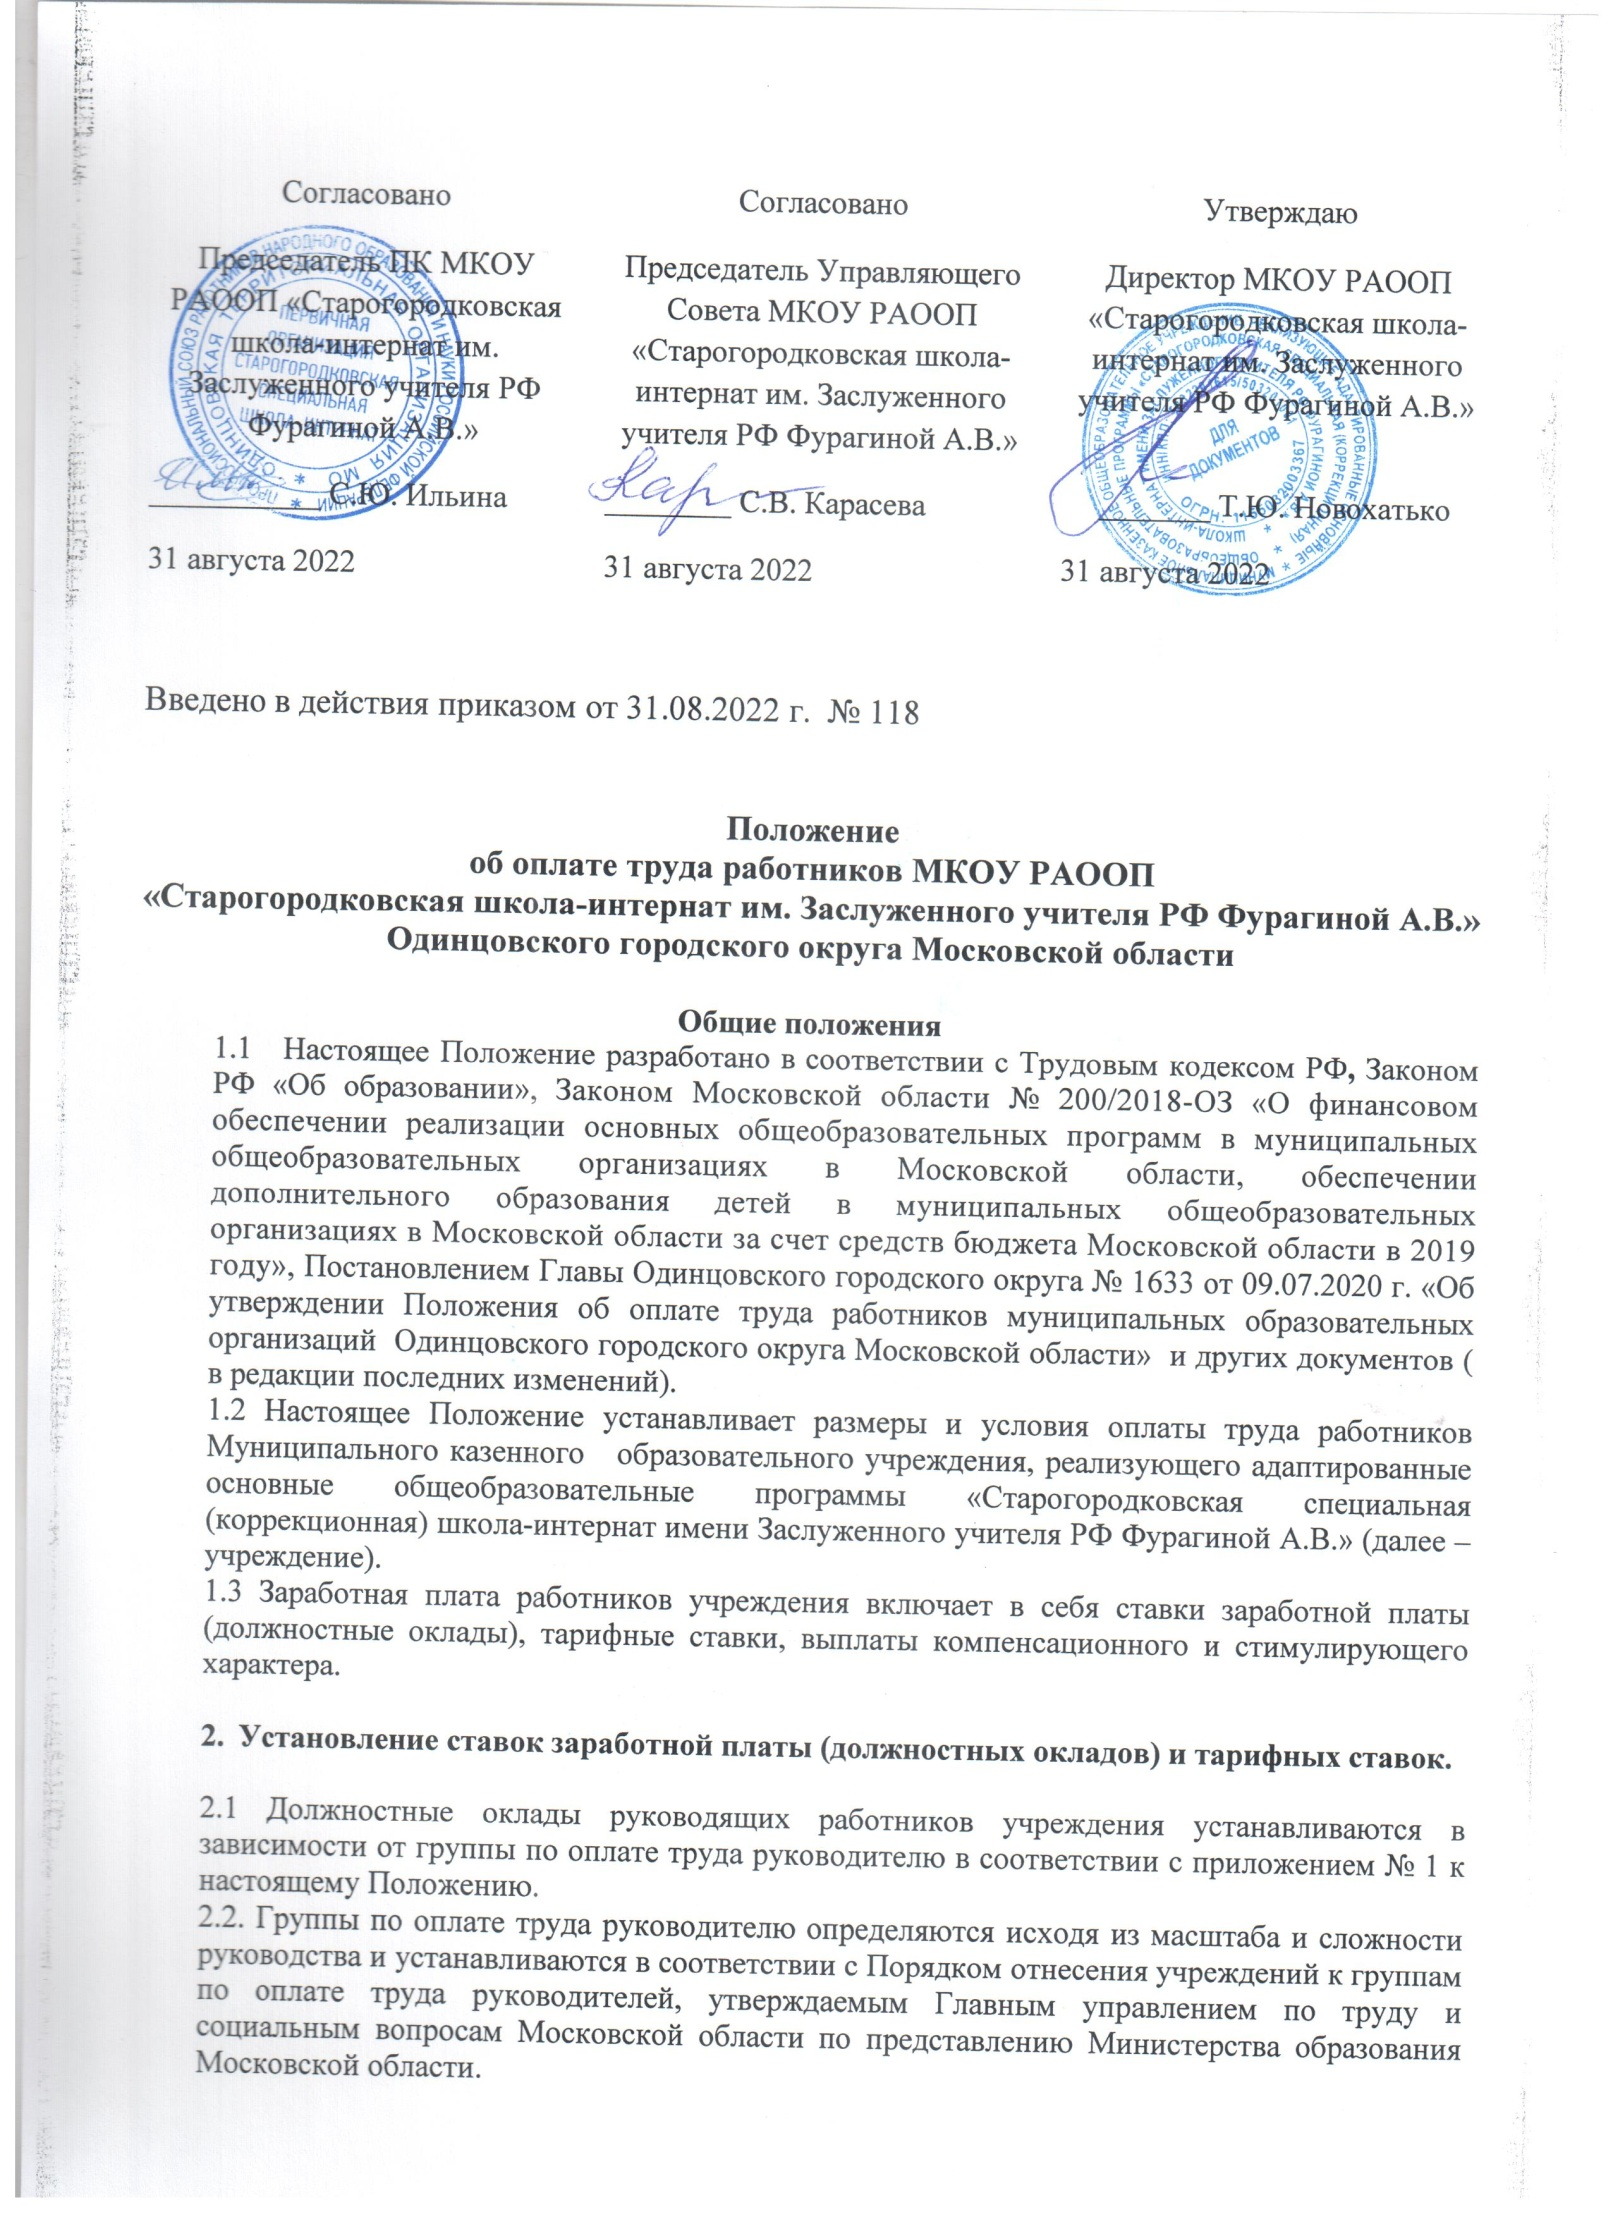 Согласовано
Председатель ПК МКОУ
РАООП «Старогородковская
школа-интернат им.
Заслуженного учителя РФ
Фурагиной А.В.»
С.Ю. Ильина
31 августа 2022
Согласовано
Председатель Управляющего
Совета МКОУ РАООП
«Старогородковская школа-
интернат им. Заслуженного
учителя РФ Фурагиной А.В.»
________ С.В. Карасева
31 августа 2022
Утверждаю
Директор МКОУ РАООП
«Старогородковская школа-
интернат им. Заслуженного
учителя РФ Фурагиной А.В.»
Т.Ю. Новохатько
31 августа 2022
ПЕРВИЧНАЯ
ОРГАНИЗАЦИЯ
СТАРОГОРОДКОВСКАЯ
СПЕЦИАЛЬНАЯ
ШКОЛА-ИНТЕРНАТ
ДЛЯ
ДОКУМЕНТОВ
Введено в действия приказом от 31.08.2022 г. № 118
Положение
об оплате труда работников МКОУ РАООП
«Старогородковская школа-интернат им. Заслуженного учителя РФ Фурагиной А.В.»
Одинцовского городского округа Московской области
Общие положения
1.1 Настоящее Положение разработано в соответствии с Трудовым кодексом РФ, Законом
РФ «Об образовании», Законом Московской области № 200/2018-ОЗ «О финансовом
обеспечении реализации основных общеобразовательных программ в муниципальных
общеобразовательных организациях в Московской области, обеспечении
дополнительного образования детей в муниципальных общеобразовательных
организациях в Московской области за счет средств бюджета Московской области в 2019
году», Постановлением Главы Одинцовского городского округа № 1633 от 09.07.2020 г. «Об
утверждении Положения об оплате труда работников муниципальных образовательных
организаций Одинцовского городского округа Московской области» и других документов (
в редакции последних изменений).
1.2 Настоящее Положение устанавливает размеры и условия оплаты труда работников
Муниципального казенного образовательного учреждения, реализующего адаптированные
основные общеобразовательные программы «Старогородковская специальная
(коррекционная) школа-интернат имени Заслуженного учителя РФ Фурагиной А.В.» (далее –
учреждение).
1.3 Заработная плата работников учреждения включает в себя ставки заработной платы
(должностные оклады), тарифные ставки, выплаты компенсационного и стимулирующего
характера.
2. Установление ставок заработной платы (должностных окладов) и тарифных ставок.
2.1 Должностные оклады руководящих работников учреждения устанавливаются в
зависимости от группы по оплате труда руководителю в соответствии с приложением № 1 к
настоящему Положению.
2.2. Группы по оплате труда руководителю определяются исходя из масштаба и сложности
руководства и устанавливаются в соответствии с Порядком отнесения учреждений к группам
по оплате труда руководителей, утверждаемым Главным управлением по труду и
социальным вопросам Московской области по представлению Министерства образования
Московской области.